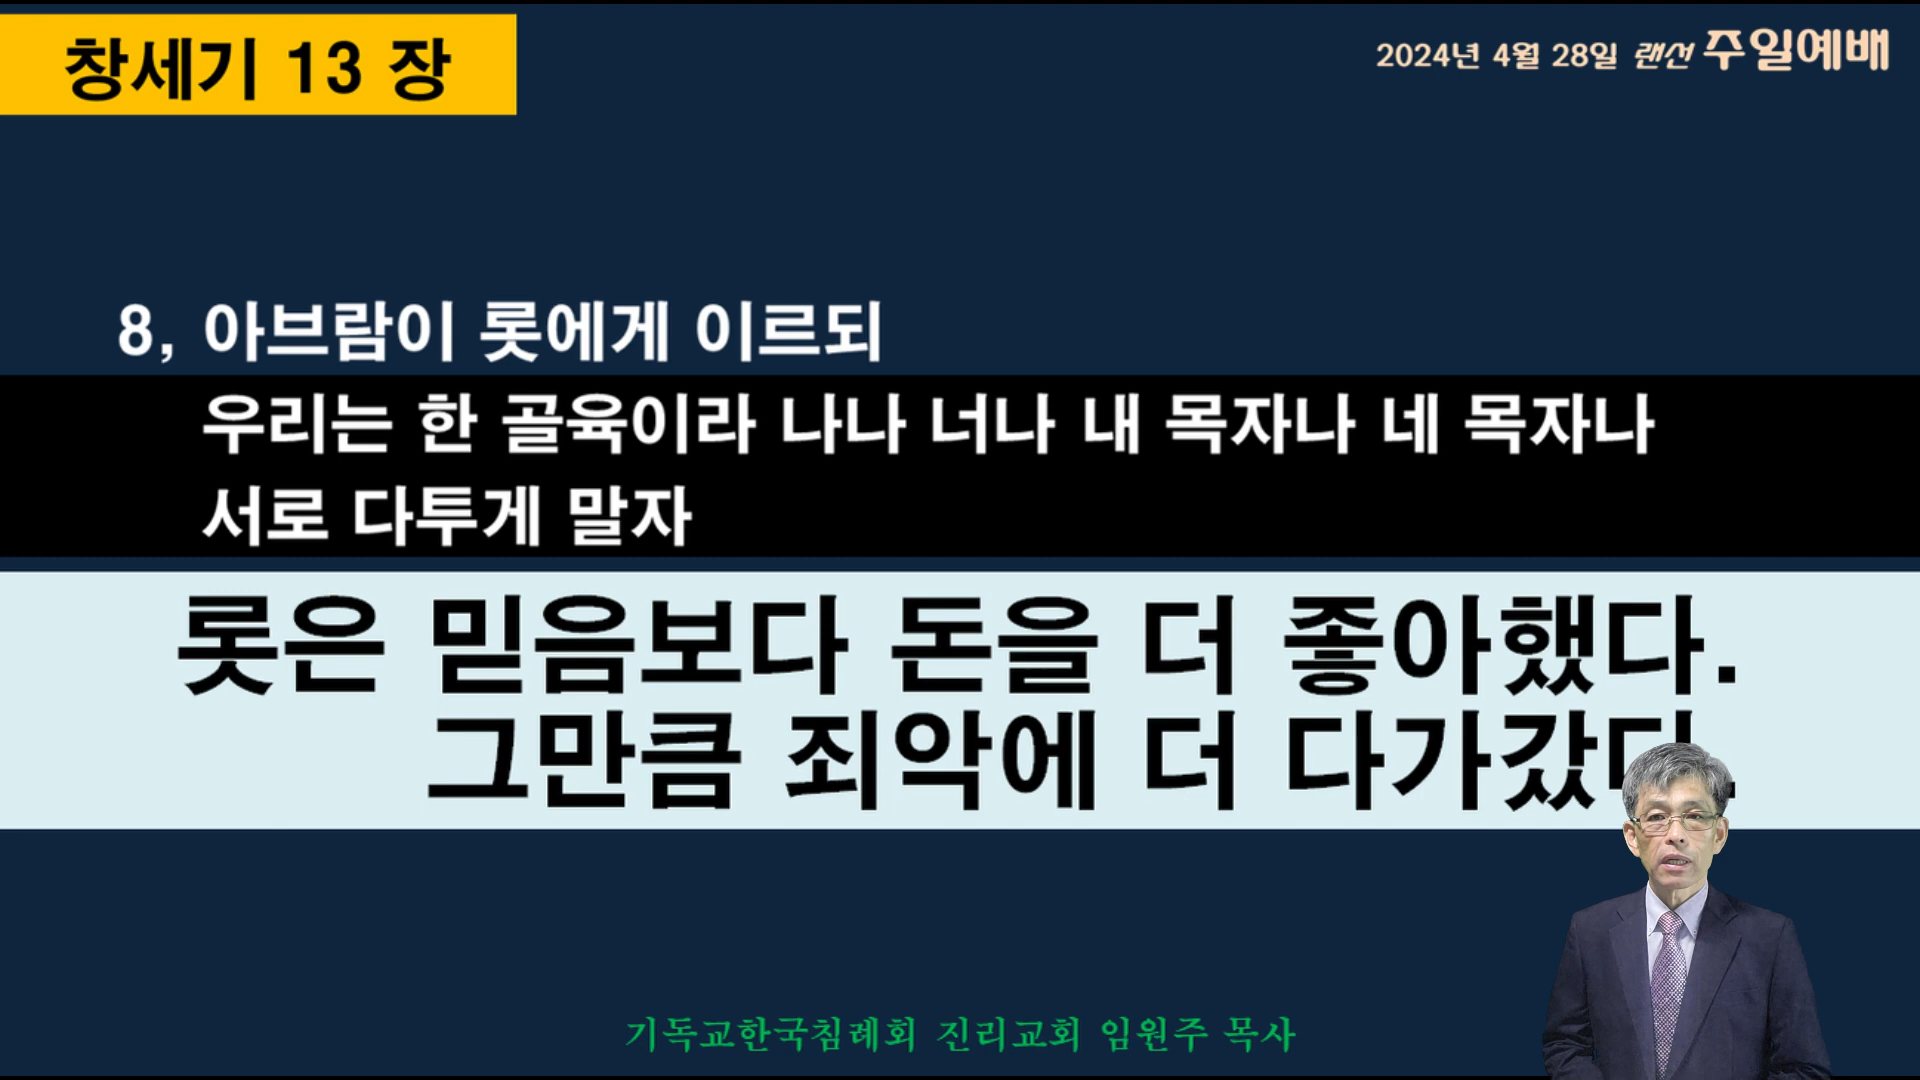 창세기 13 장
2024년 4월 28일 랜선 주일예배
8, 아브람이 롯에게 이르되
우리는 한 골육이라 나나 너나 내 목자나 네 목자나
서로 다투게 말자
롯은 믿음보다 돈을 더 좋아했다.
그만큼 죄악에 더 다가갔다.
기독교한국침례회 진리교회 임원주 목사